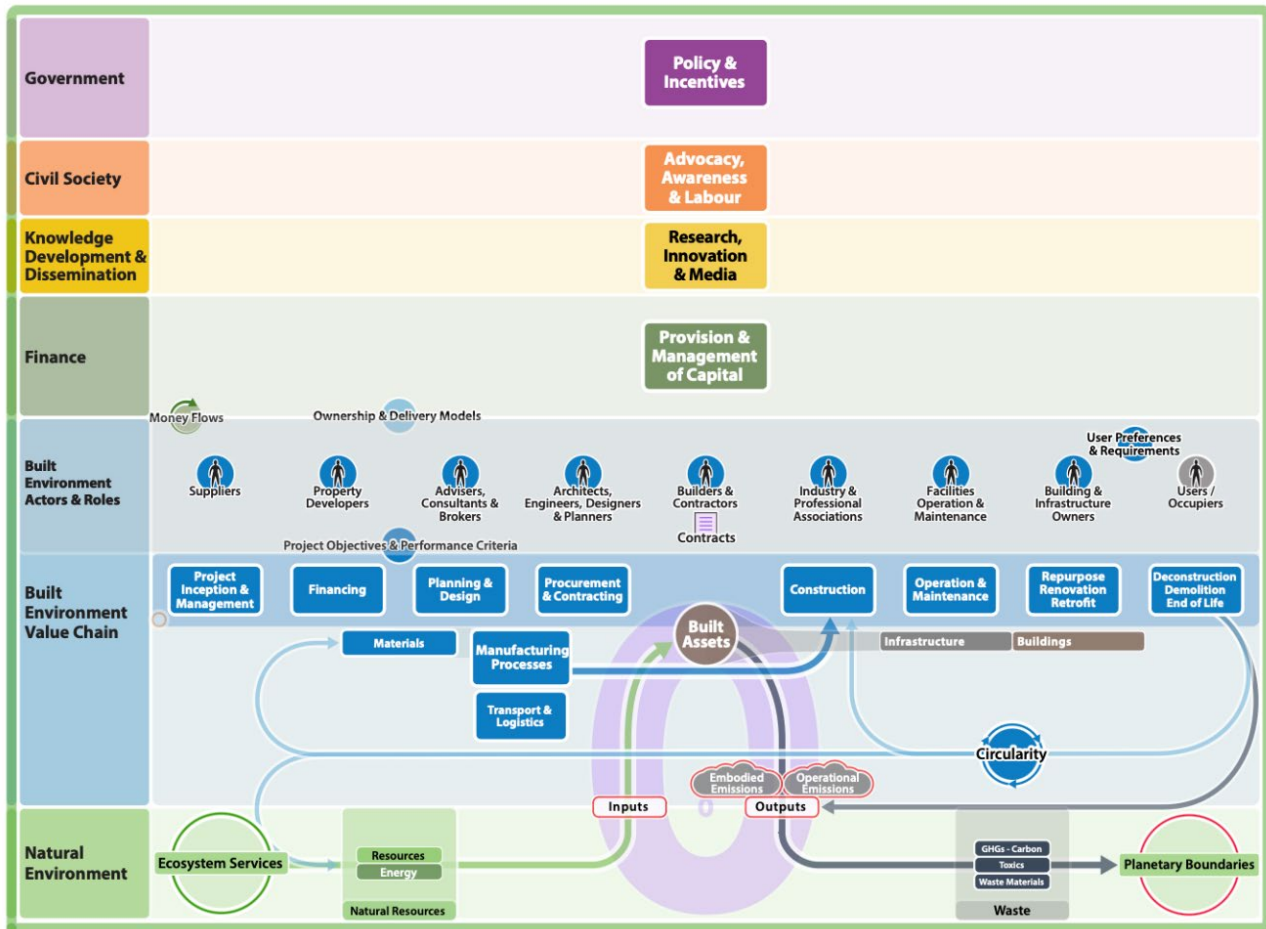 Government
Policy &
Incentives
Civil Society
Advocacy,
Awareness
& Labour
Knowledge
Development &
Dissemination
Research,
Innovation
& Media
Finance
Provision &
Management
of Capital
Money Flows
Ownership & Delivery Models
Built
Environment
Actors & Roles
Suppliers
Property
Developers
Advisers,
Consultants &
Brokers
Architects,
Engineers, Designers
& Planners
Builders &
Contractors
Contracts
Industry &
Professional
Associations
Facilities
Operation &
Maintenance
Building &
Infrastructure
Owners
User Preferences
& Requirements
Users /
Occupiers
Project Objectives & Performance Criteria
Built
Environment
Value Chain
Project
Inception &
Management
Financing
Planning &
Design
Procurement
& Contracting
Construction
Operation &
Maintenance
Repurpose
Renovation
Retrofit
Deconstruction
Demolition
End of Life
Materials
Manufacturing
Processes
Transport &
Logistics
Built
Assets
Infrastructure
Buildings
Circularity
Embodied
Emissions
Operational
Emissions
Inputs
Outputs
Natural
Environment
Ecosystem Services
Resources
Energy
Natural Resources
GHGs - Carbon
Toxics
Waste Materials
Waste
Planetary Boundaries